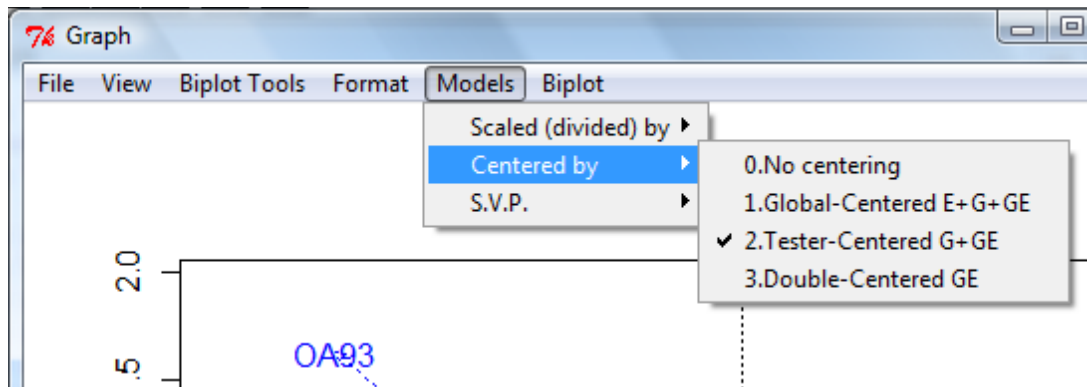 Graph
File View Biplot Tools Format Models Biplot
Scaled (divided) by
Centered by
S.V.P.
0.No centering
1.Global-Centered E+G+GE
2.Tester-Centered G+GE
3.Double-Centered GE
2.0
.5
OA93